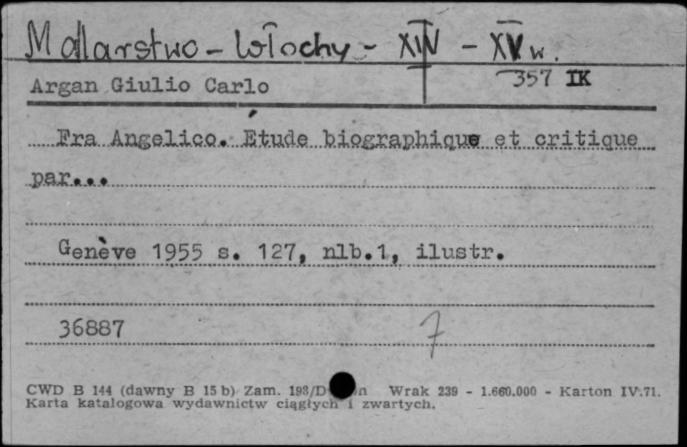 Malarstwo - Włochy - XIV - XV w.
Argan Giulio Carlo 357 IK
Fra Angelico. Étude biographique et critique
par...
Genève 1955 s. 127, nlb.1, ilustr.
36887 7
CWD B 144 (dawny B 15 b) Zam. 193/D Wrak 239 - 1.660.000 - Karton IV.71.
Karta katalogowa wydawnictw ciągłych i zwartych.